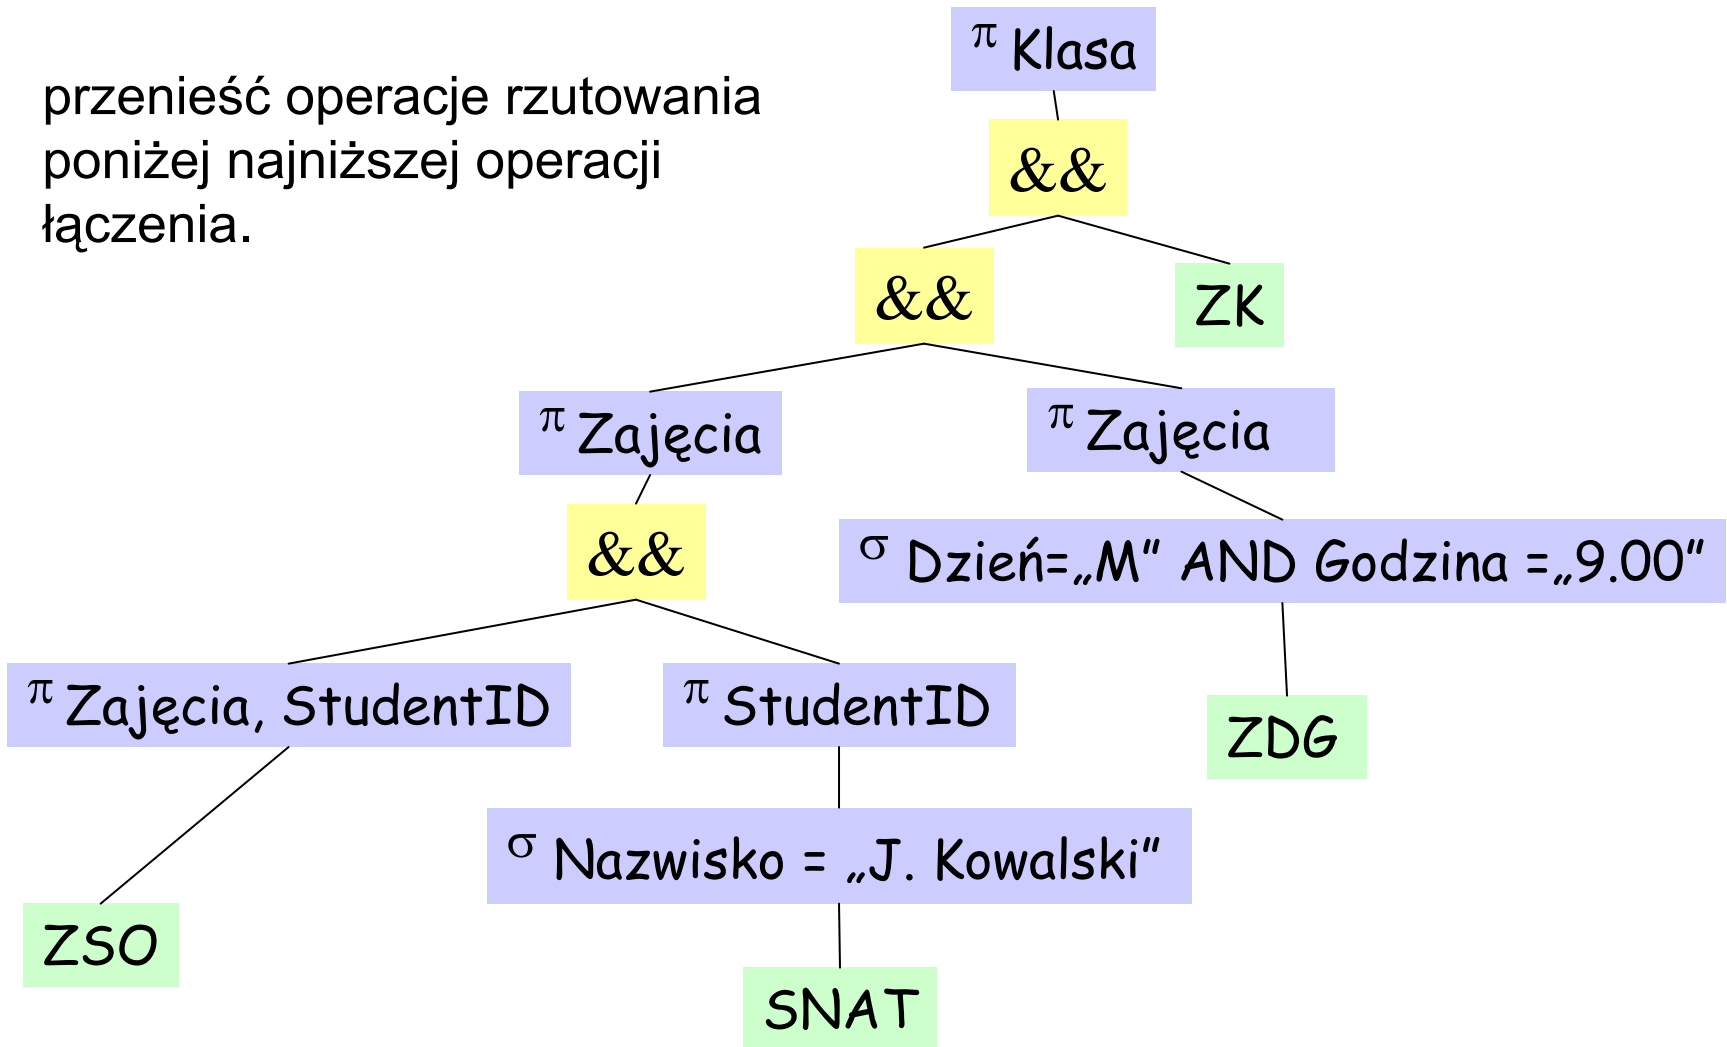 π Klasa
przenieść operacje rzutowania
poniżej najniższej operacji
łączenia.
&&
&&
ZK
π Zajęcia
π Zajęcia
&&
σ Dzień=„M” AND Godzina =„9.00”
π Zajęcia, StudentID
π StudentID
ZDG
σ Nazwisko = „J. Kowalski”
ZSO
SNAT